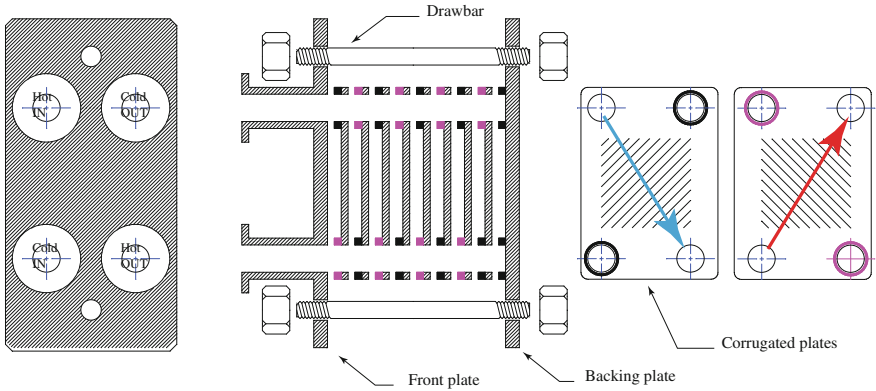 Drawbar
Hot
IN
Cold
OUT
Cold
IN
Hot
OUT
Corrugated plates
Front plate
Backing plate